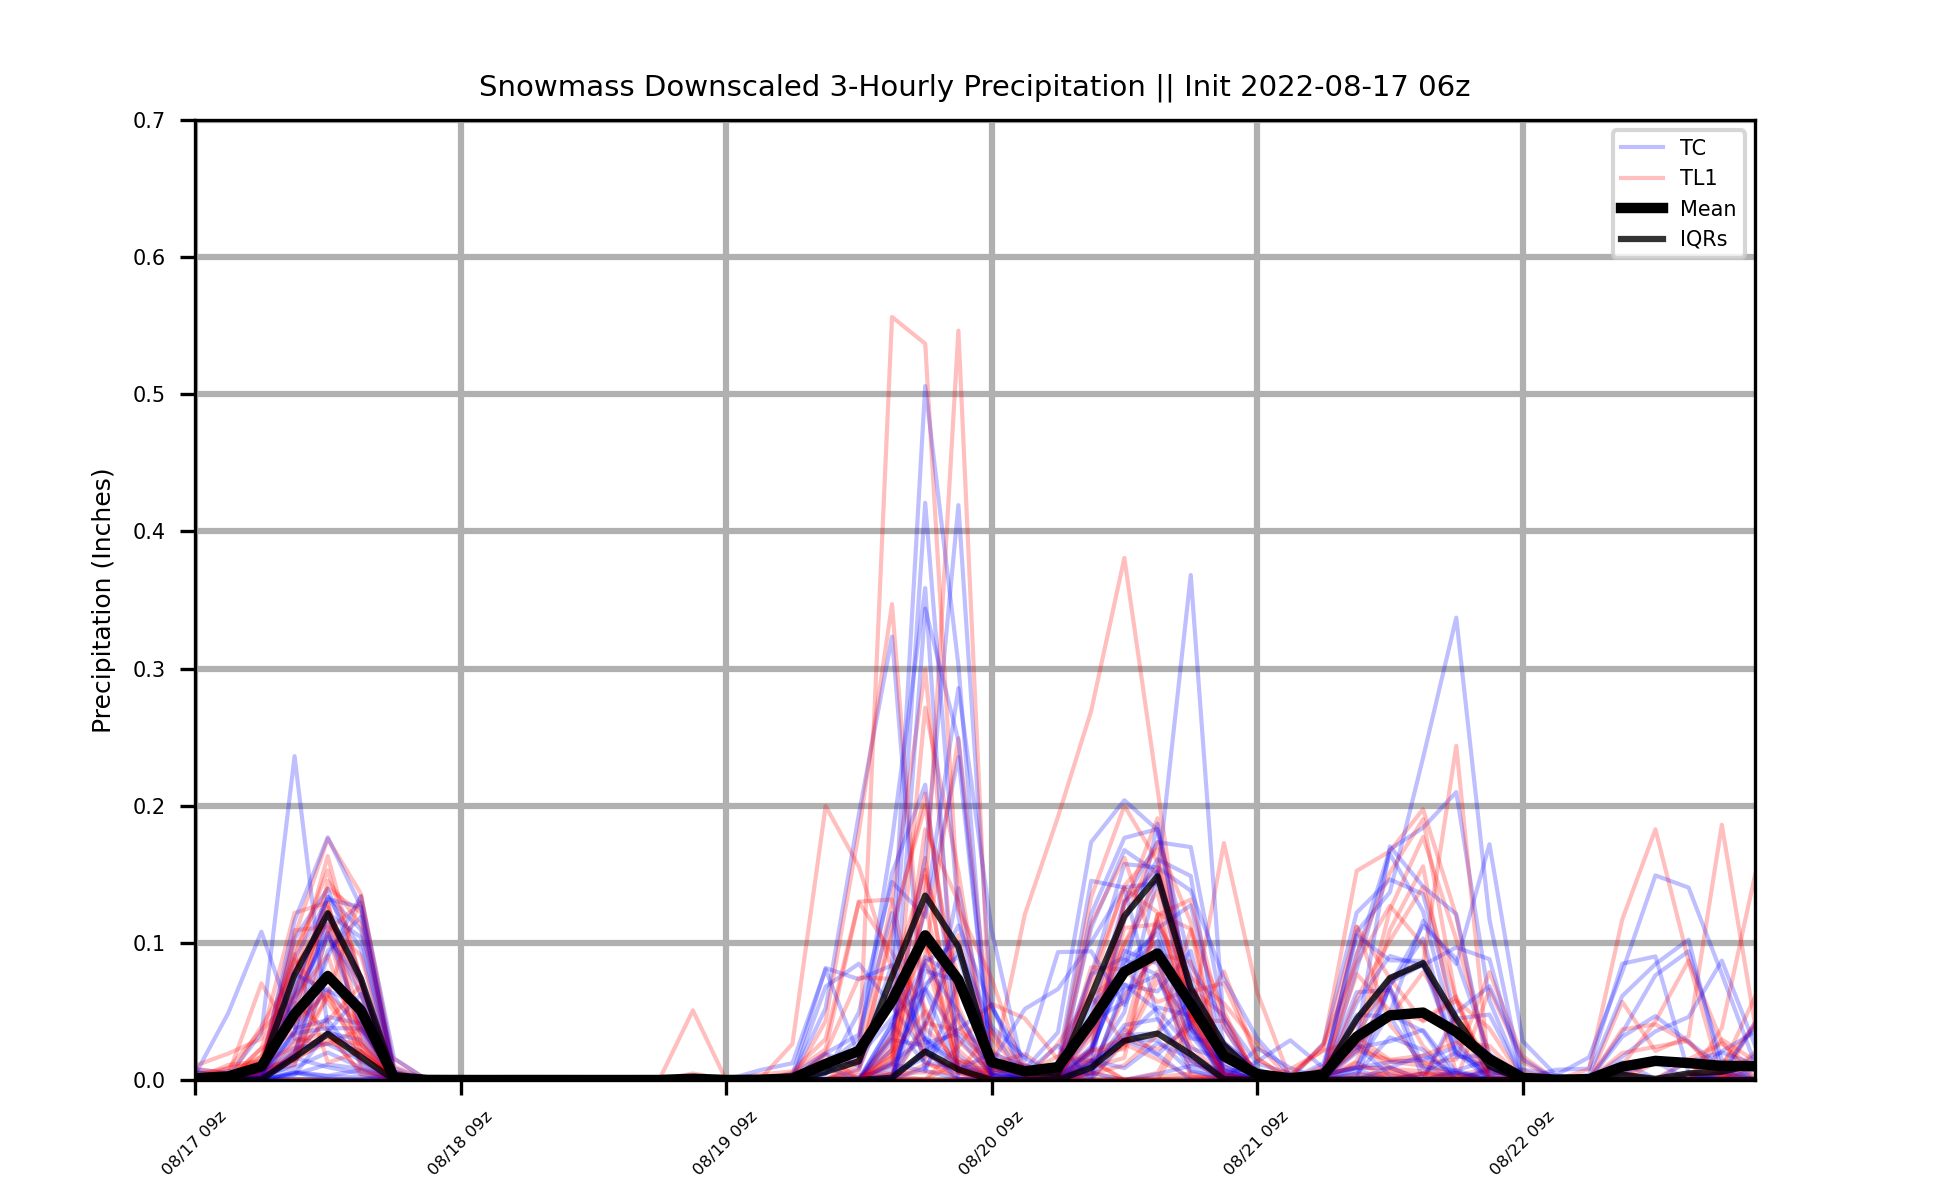 Snowmass Downscaled 3-Hourly Precipitation || Init 2022-08-17 06z
0.7
0.6
0.5
0.4
0.3
0.2
0.1
0.0
Precipitation (Inches)
TC
TL1
Mean
IQRs
08/17 09z
08/18 09z
08/19 09z
08/20 09z
08/21 09z
08/22 09z